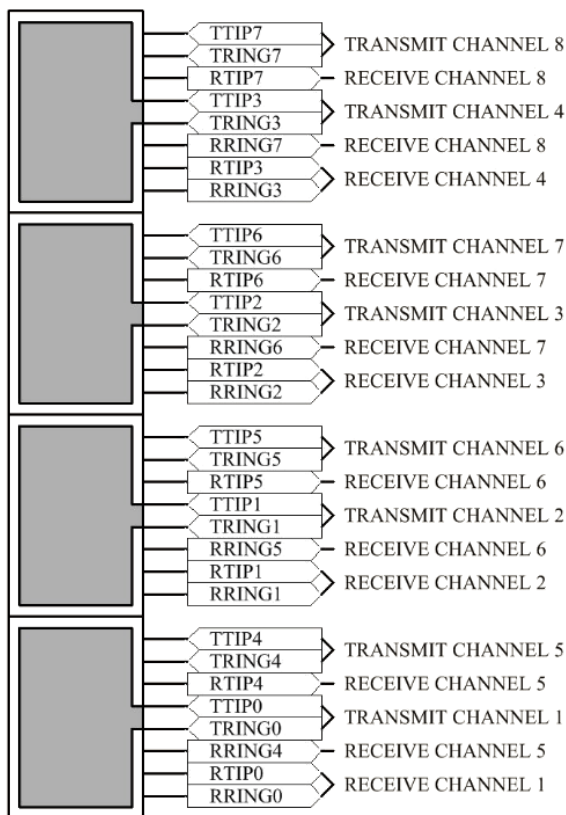 TTIP7
TRANSMIT CHANNEL 8
TRING7
RTIP7 RECEIVE CHANNEL 8
TTIP3
TRANSMIT CHANNEL 4
TRING3
RRING7 RECEIVE CHANNEL 8
RTIP3
RECEIVE CHANNEL 4
RRING3
TTIP6
TRANSMIT CHANNEL 7
TRING6
RTIP6 RECEIVE CHANNEL 7
TTIP2
TRANSMIT CHANNEL 3
TRING2
RRING6 RECEIVE CHANNEL 7
RTIP2
RECEIVE CHANNEL 3
RRING2
TTIP5
TRANSMIT CHANNEL 6
TRING5
RTIP5 RECEIVE CHANNEL 6
TTIP1
TRANSMIT CHANNEL 2
TRING1
RRING5 RECEIVE CHANNEL 6
RTIP1
RECEIVE CHANNEL 2
RRING1
TTIP4
TRANSMIT CHANNEL 5
TRING4
RTIP4 RECEIVE CHANNEL 5
TTIP0
TRANSMIT CHANNEL 1
TRING0
RRING4 RECEIVE CHANNEL 5
RTIP0
RECEIVE CHANNEL 1
RRING0